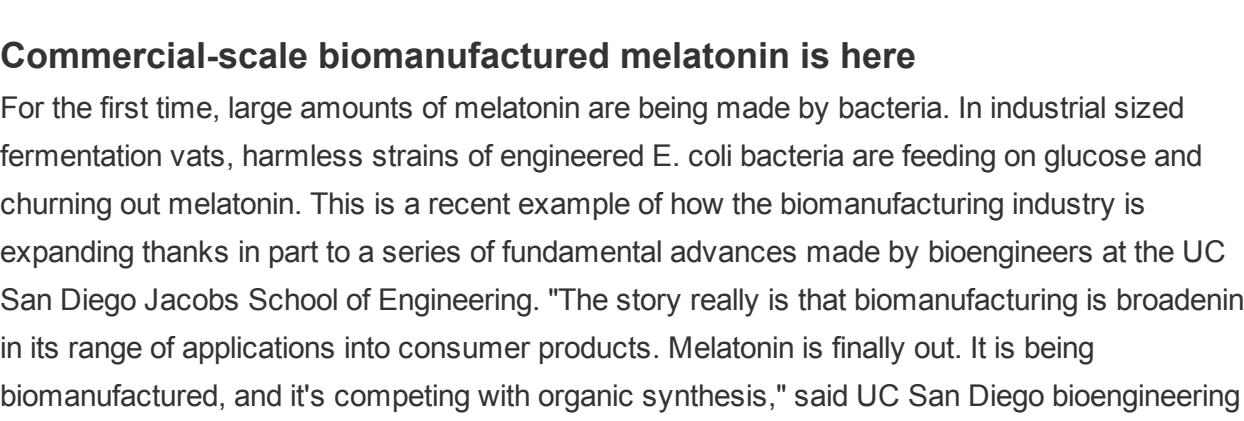 Commercial-scale biomanufactured melatonin is here
For the first time, large amounts of melatonin are being made by bacteria. In industrial sized
fermentation vats, harmless strains of engineered E. coli bacteria are feeding on glucose and
churning out melatonin. This is a recent example of how the biomanufacturing industry is
expanding thanks in part to a series of fundamental advances made by bioengineers at the UC
San Diego Jacobs School of Engineering. "The story really is that biomanufacturing is broadenin
in its range of applications into consumer products. Melatonin is finally out. It is being
biomanufactured, and it's competing with organic synthesis," said UC San Diego bioengineering